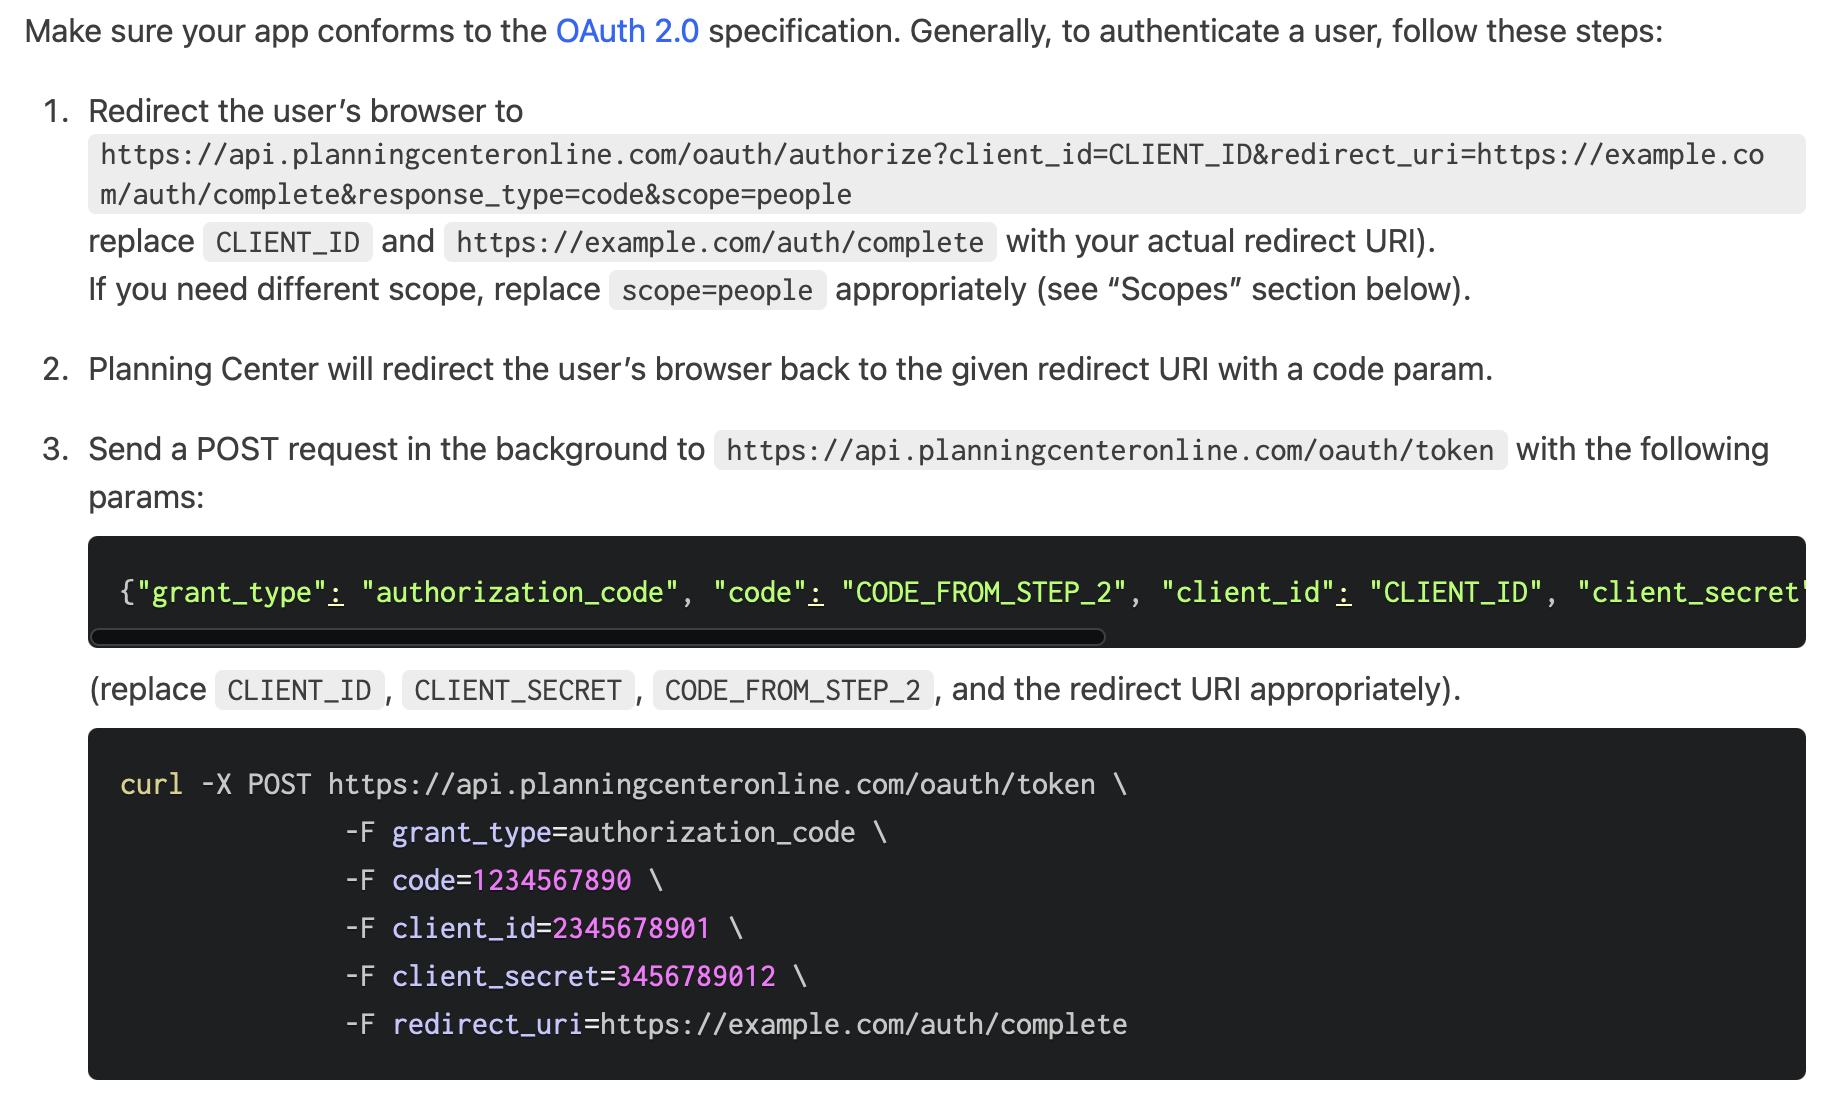 Make sure your app conforms to the OAuth 2.0 specification. Generally, to authenticate a user, follow these steps:
1. Redirect the user’s browser to
https://api.planningcenteronline.com/oauth/authorize?client_id=CLIENT_ID&redirect_uri=https://example.co
m/auth/complete&response_type=code&scope=people
replace CLIENT_ID and https://example.com/auth/complete with your actual redirect URI).
If you need different scope, replace scope=people appropriately (see “Scopes” section below).
2. Planning Center will redirect the user’s browser back to the given redirect URI with a code param.
3. Send a POST request in the background to https://api.planningcenteronline.com/oauth/token with the following
params:
{"grant_type": "authorization_code", "code": "CODE_FROM_STEP_2", "client_id": "CLIENT_ID", "client_secret"
(replace CLIENT_ID, CLIENT_SECRET, CODE_FROM_STEP_2, and the redirect URI appropriately).
curl -X POST https://api.planningcenteronline.com/oauth/token \
-F grant_type=authorization_code \
-F code=1234567890 \
-F client_id=2345678901 \
-F client_secret=3456789012 \
-F redirect_uri=https://example.com/auth/complete